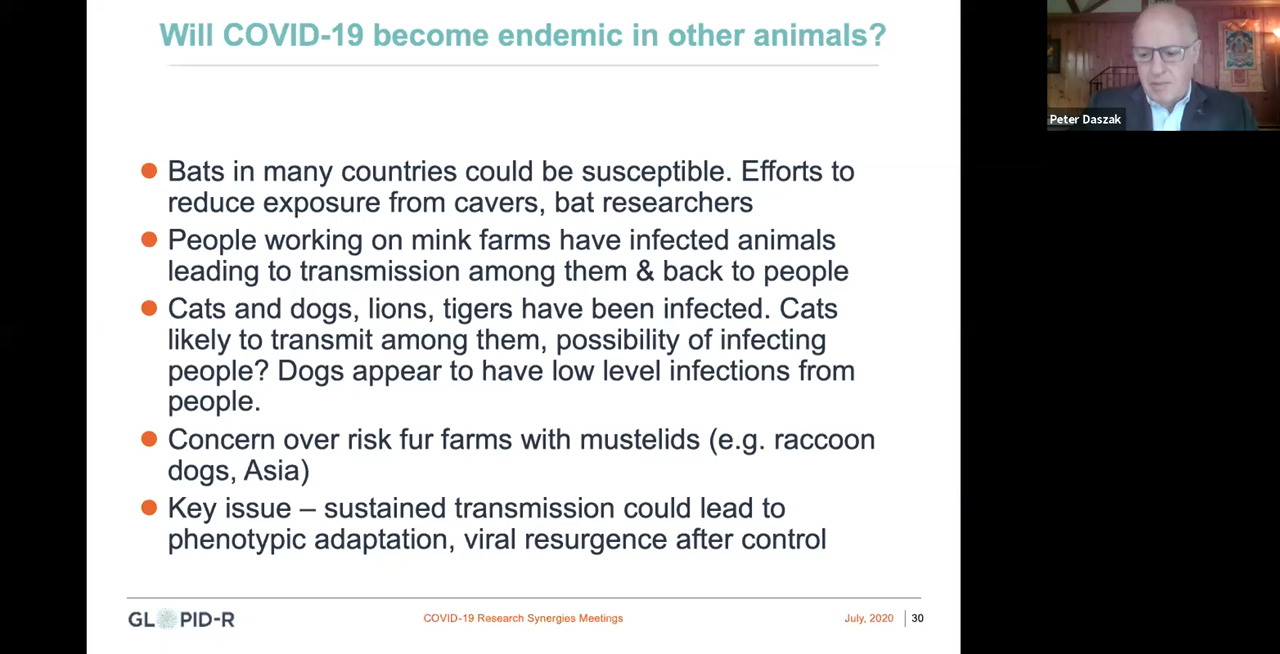 Will COVID-19 become endemic in other animals?
Peter Daszak
Bats in many countries could be susceptible. Efforts to
reduce exposure from cavers, bat researchers
People working on mink farms have infected animals
leading to transmission among them & back to people
Cats and dogs, lions, tigers have been infected. Cats
likely to transmit among them, possibility of infecting
people? Dogs appear to have low level infections from
people.
Concern over risk fur farms with mustelids (e.g. raccoon
dogs, Asia)
Key issue – sustained transmission could lead to
phenotypic adaptation, viral resurgence after control
GLOPID-R
COVID-19 Research Synergies Meetings
July, 2020
30